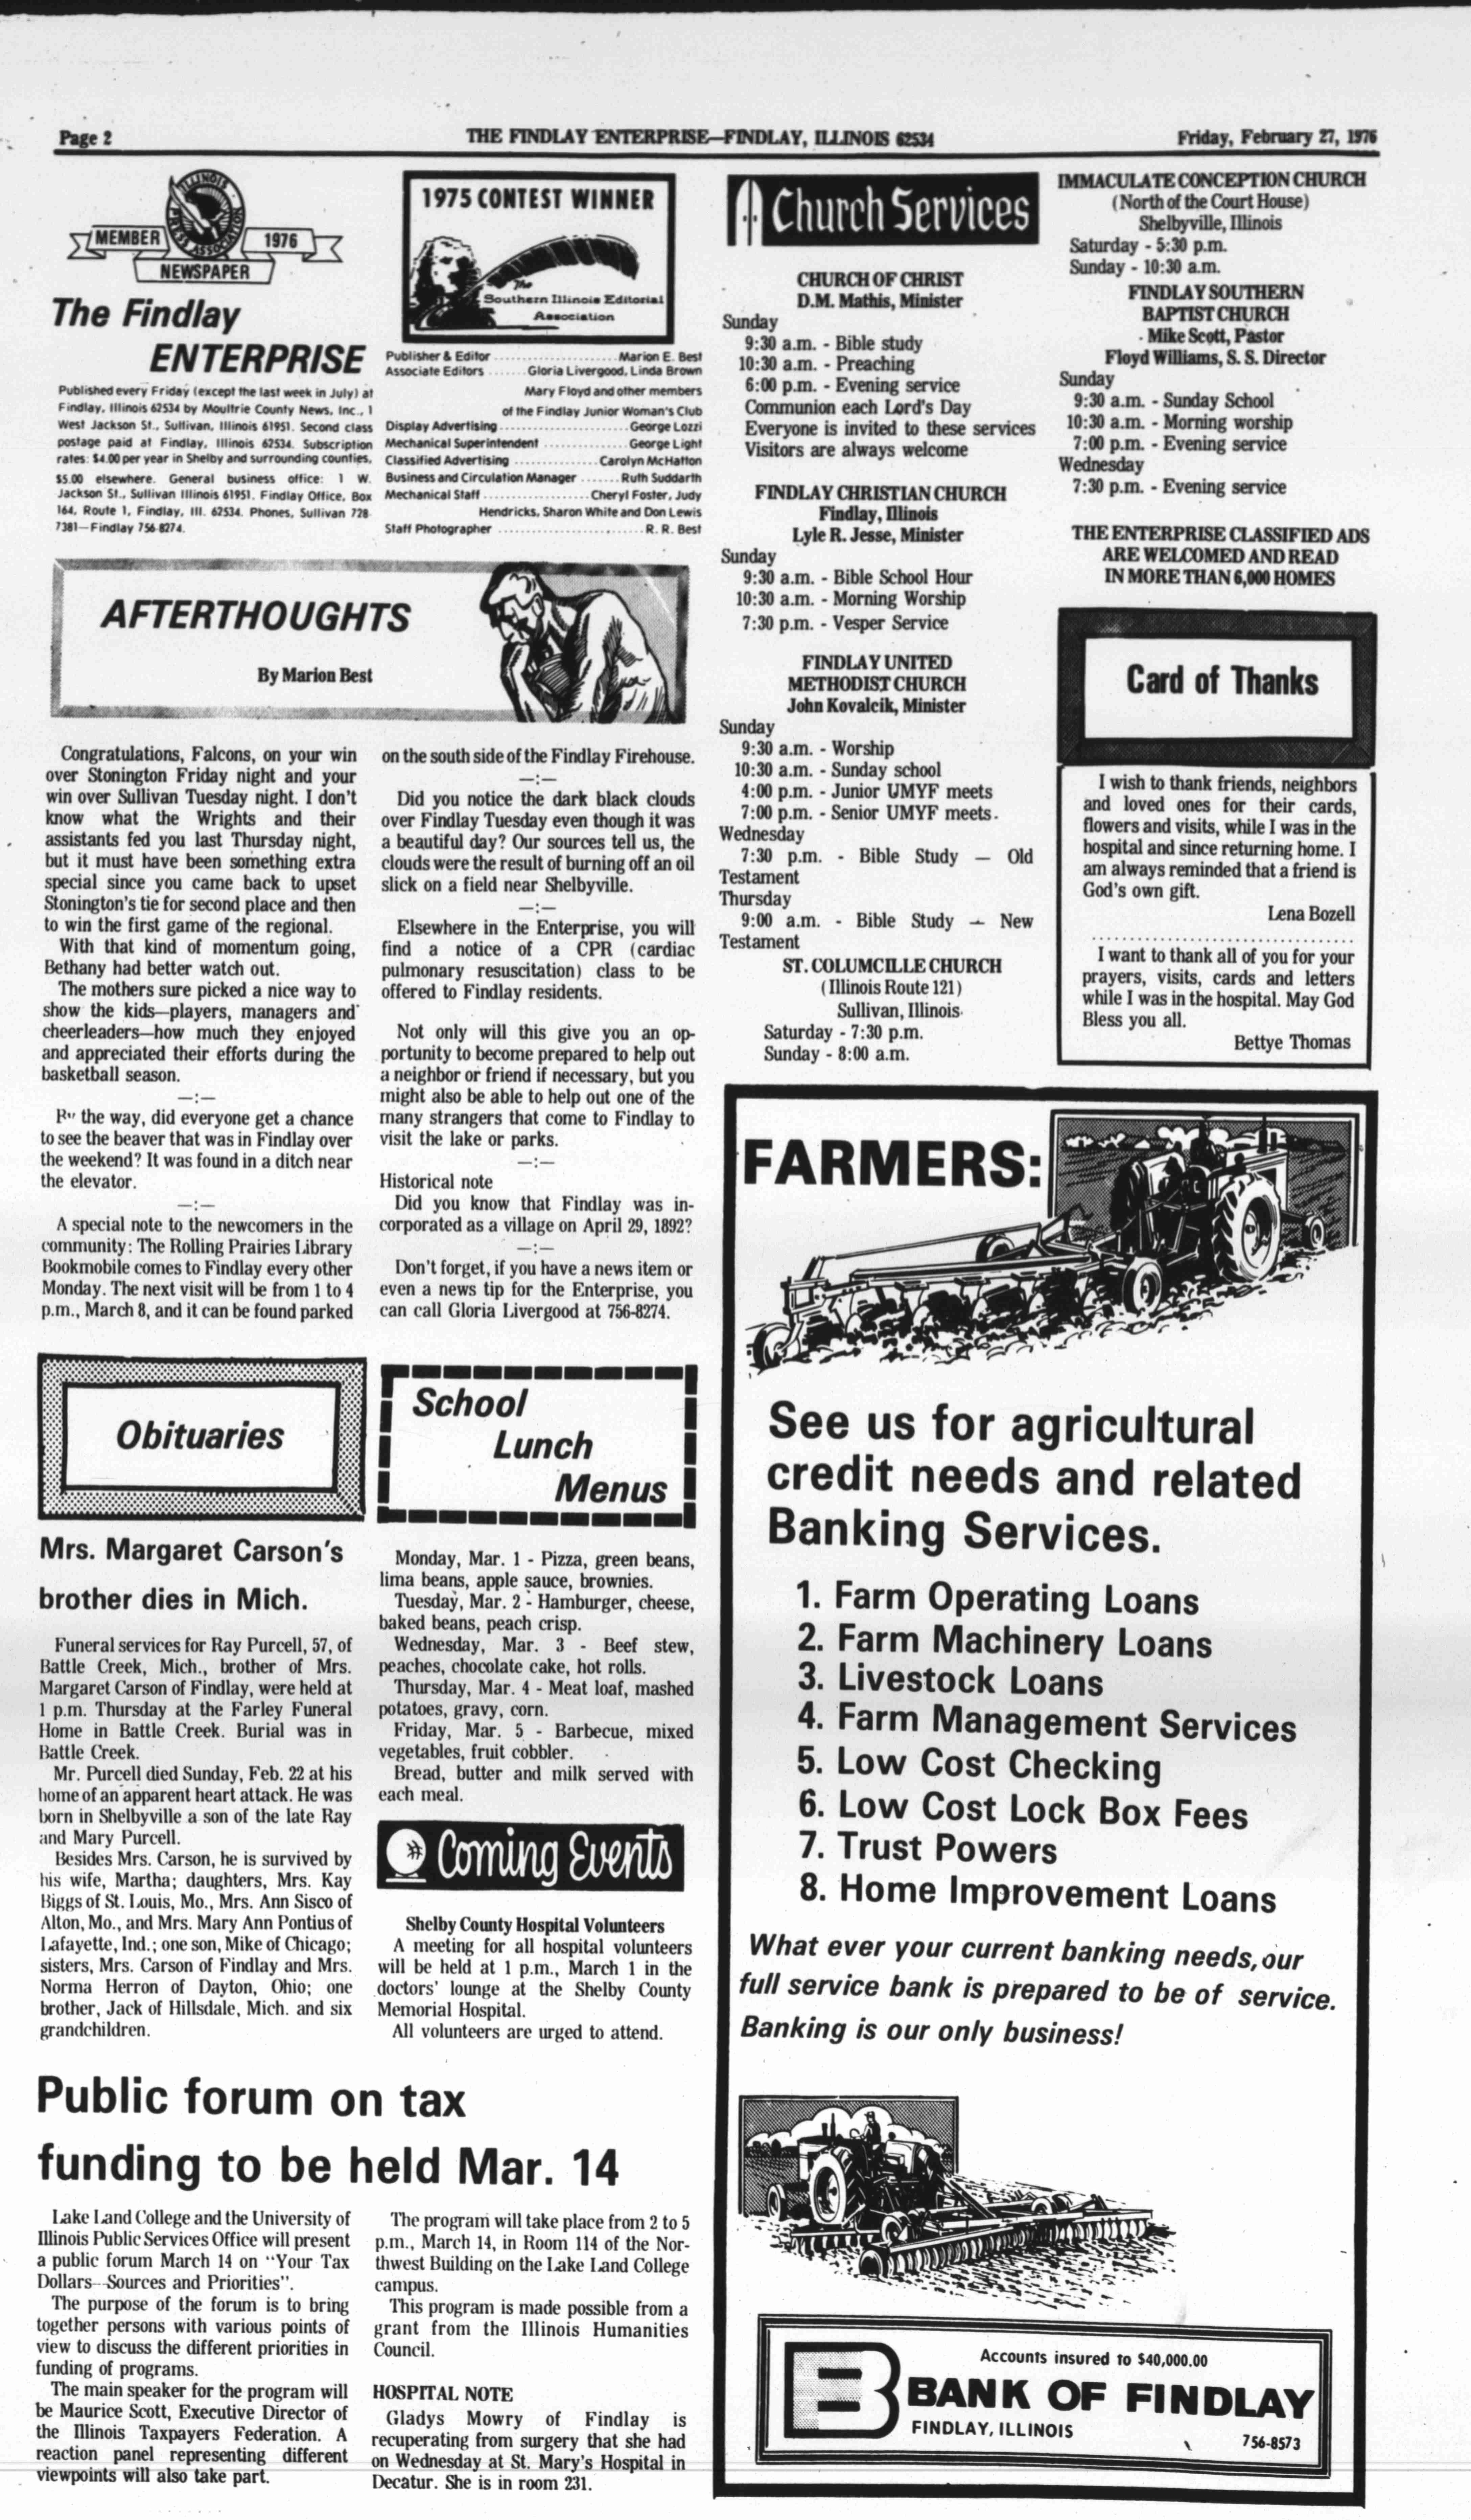 Page 2
THE FINDLAY ENTERPRISE—FINDLAY, ILLINOIS 62534
Friday, February 27, 1976
ILLINOIS
PRESS ASSOCIATION
MEMBER
1976
NEWSPAPER
The Findlay
ENTERPRISE
Published every Friday (except the last week in July) at
Findlay, Illinois 62534 by Moultrie County News, Inc., 1
West Jackson St., Sullivan, Illinois 61951. Second class
postage paid at Findlay, Illinois 62534. Subscription
rates: $4.00 per year in Shelby and surrounding counties,
$5.00 elsewhere. General business office: 1 W.
Jackson St., Sullivan Illinois 61951. Findlay Office, Box
164, Route 1, Findlay, Ill. 62534. Phones, Sullivan 728-
7381—Findlay 756-8274.
1975 CONTEST WINNER
The
Southern Illinois Editorial
Association
Publisher & Editor .................. Marion E. Best
Associate Editors ....... Gloria Livergood, Linda Brown
Mary Floyd and other members
of the Findlay Junior Woman's Club
Display Advertising .................... George Lozzi
Mechanical Superintendent ............. George Light
Classified Advertising ............. Carolyn McHatton
Business and Circulation Manager ....... Ruth Suddarth
Mechanical Staff ................. Cheryl Foster, Judy
Hendricks, Sharon White and Don Lewis
Staff Photographer ....................... R. R. Best
AFTERTHOUGHTS
By Marion Best
Congratulations, Falcons, on your win
over Stonington Friday night and your
win over Sullivan Tuesday night. I don't
know what the Wrights and their
assistants fed you last Thursday night,
but it must have been something extra
special since you came back to upset
Stonington's tie for second place and then
to win the first game of the regional.
With that kind of momentum going,
Bethany had better watch out.
The mothers sure picked a nice way to
show the kids—players, managers and
cheerleaders—how much they enjoyed
and appreciated their efforts during the
basketball season.
—:—
By the way, did everyone get a chance
to see the beaver that was in Findlay over
the weekend? It was found in a ditch near
the elevator.
—:—
A special note to the newcomers in the
community: The Rolling Prairies Library
Bookmobile comes to Findlay every other
Monday. The next visit will be from 1 to 4
p.m., March 8, and it can be found parked
on the south side of the Findlay Firehouse.
—:—
Did you notice the dark black clouds
over Findlay Tuesday even though it was
a beautiful day? Our sources tell us, the
clouds were the result of burning off an oil
slick on a field near Shelbyville.
—:—
Elsewhere in the Enterprise, you will
find a notice of a CPR (cardiac
pulmonary resuscitation) class to be
offered to Findlay residents.
Not only will this give you an op-
portunity to become prepared to help out
a neighbor or friend if necessary, but you
might also be able to help out one of the
many strangers that come to Findlay to
visit the lake or parks.
—:—
Historical note
Did you know that Findlay was in-
corporated as a village on April 29, 1892?
—:—
Don't forget, if you have a news item or
even a news tip for the Enterprise, you
can call Gloria Livergood at 756-8274.
Obituaries
Mrs. Margaret Carson's
brother dies in Mich.
Funeral services for Ray Purcell, 57, of
Battle Creek, Mich., brother of Mrs.
Margaret Carson of Findlay, were held at
1 p.m. Thursday at the Farley Funeral
Home in Battle Creek. Burial was in
Battle Creek.
Mr. Purcell died Sunday, Feb. 22 at his
home of an apparent heart attack. He was
born in Shelbyville a son of the late Ray
and Mary Purcell.
Besides Mrs. Carson, he is survived by
his wife, Martha; daughters, Mrs. Kay
Biggs of St. Louis, Mo., Mrs. Ann Sisco of
Alton, Mo., and Mrs. Mary Ann Pontius of
Lafayette, Ind.; one son, Mike of Chicago;
sisters, Mrs. Carson of Findlay and Mrs.
Norma Herron of Dayton, Ohio; one
brother, Jack of Hillsdale, Mich. and six
grandchildren.
School
Lunch
Menus
Monday, Mar. 1 - Pizza, green beans,
lima beans, apple sauce, brownies.
Tuesday, Mar. 2 - Hamburger, cheese,
baked beans, peach crisp.
Wednesday, Mar. 3 - Beef stew,
peaches, chocolate cake, hot rolls.
Thursday, Mar. 4 - Meat loaf, mashed
potatoes, gravy, corn.
Friday, Mar. 5 - Barbecue, mixed
vegetables, fruit cobbler.
Bread, butter and milk served with
each meal.
Coming Events
Shelby County Hospital Volunteers
A meeting for all hospital volunteers
will be held at 1 p.m., March 1 in the
doctors' lounge at the Shelby County
Memorial Hospital.
All volunteers are urged to attend.
Public forum on tax
funding to be held Mar. 14
Lake Land College and the University of
Illinois Public Services Office will present
a public forum March 14 on "Your Tax
Dollars—Sources and Priorities".
The purpose of the forum is to bring
together persons with various points of
view to discuss the different priorities in
funding of programs.
The main speaker for the program will
be Maurice Scott, Executive Director of
the Illinois Taxpayers Federation. A
reaction panel representing different
viewpoints will also take part.
The program will take place from 2 to 5
p.m., March 14, in Room 114 of the Nor-
thwest Building on the Lake Land College
campus.
This program is made possible from a
grant from the Illinois Humanities
Council.
HOSPITAL NOTE
Gladys Mowry of Findlay is
recuperating from surgery that she had
on Wednesday at St. Mary's Hospital in
Decatur. She is in room 231.
Church Services
CHURCH OF CHRIST
D.M. Mathis, Minister
Sunday
9:30 a.m. - Bible study
10:30 a.m. - Preaching
6:00 p.m. - Evening service
Communion each Lord's Day
Everyone is invited to these services
Visitors are always welcome
FINDLAY CHRISTIAN CHURCH
Findlay, Illinois
Lyle R. Jesse, Minister
Sunday
9:30 a.m. - Bible School Hour
10:30 a.m. - Morning Worship
7:30 p.m. - Vesper Service
FINDLAY UNITED
METHODIST CHURCH
John Kovalcik, Minister
Sunday
9:30 a.m. - Worship
10:30 a.m. - Sunday school
4:00 p.m. - Junior UMYF meets
7:00 p.m. - Senior UMYF meets.
Wednesday
7:30 p.m. - Bible Study — Old
Testament
Thursday
9:00 a.m. - Bible Study — New
Testament
ST. COLUMCILLE CHURCH
(Illinois Route 121)
Sullivan, Illinois
Saturday - 7:30 p.m.
Sunday - 8:00 a.m.
IMMACULATE CONCEPTION CHURCH
(North of the Court House)
Shelbyville, Illinois
Saturday - 5:30 p.m.
Sunday - 10:30 a.m.
FINDLAY SOUTHERN
BAPTIST CHURCH
Mike Scott, Pastor
Floyd Williams, S. S. Director
Sunday
9:30 a.m. - Sunday School
10:30 a.m. - Morning worship
7:00 p.m. - Evening service
Wednesday
7:30 p.m. - Evening service
THE ENTERPRISE CLASSIFIED ADS
ARE WELCOMED AND READ
IN MORE THAN 6,000 HOMES
Card of Thanks
I wish to thank friends, neighbors
and loved ones for their cards,
flowers and visits, while I was in the
hospital and since returning home. I
am always reminded that a friend is
God's own gift.
Lena Bozell
I want to thank all of you for your
prayers, visits, cards and letters
while I was in the hospital. May God
Bless you all.
Bettye Thomas
FARMERS:
See us for agricultural
credit needs and related
Banking Services.
1. Farm Operating Loans
2. Farm Machinery Loans
3. Livestock Loans
4. Farm Management Services
5. Low Cost Checking
6. Low Cost Lock Box Fees
7. Trust Powers
8. Home Improvement Loans
What ever your current banking needs, our
full service bank is prepared to be of service.
Banking is our only business!
B
Accounts insured to $40,000.00
BANK OF FINDLAY
FINDLAY, ILLINOIS
756-8573